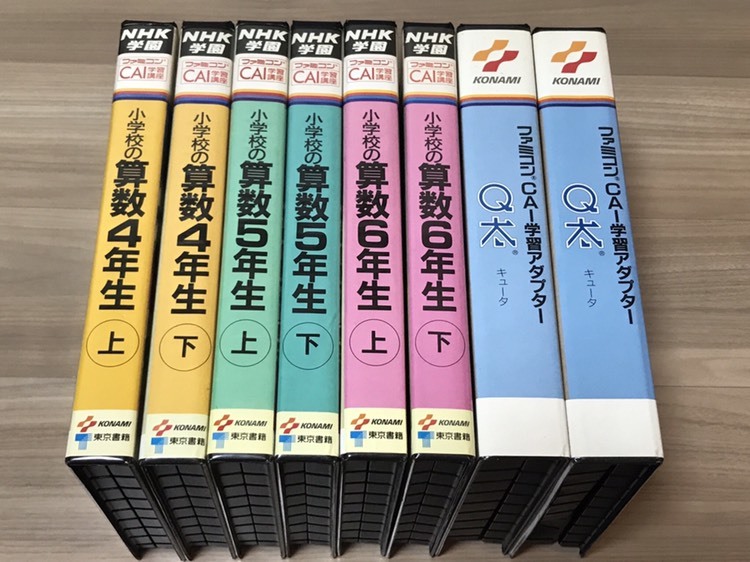 NHK
学園
ファミコン®
CAI学習講座
小学校の算数4年生
上
KONAMI
東京書籍
NHK
学園
ファミコン®
CAI学習講座
小学校の算数4年生
下
KONAMI
東京書籍
NHK
学園
ファミコン®
CAI学習講座
小学校の算数5年生
上
KONAMI
東京書籍
NHK
学園
ファミコン®
CAI学習講座
小学校の算数5年生
下
KONAMI
東京書籍
NHK
学園
ファミコン®
CAI学習講座
小学校の算数6年生
上
KONAMI
東京書籍
NHK
学園
ファミコン®
CAI学習講座
小学校の算数6年生
下
KONAMI
東京書籍
KONAMI
ファミコン®CAI学習アダプター
Q太®
キュータ
KONAMI
ファミコン®CAI学習アダプター
Q太®
キュータ